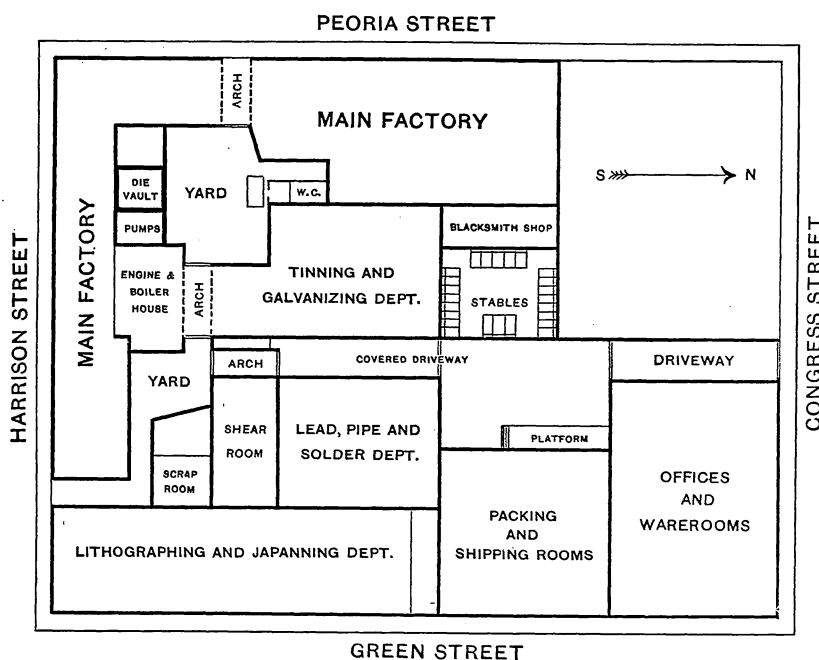 PEORIA STREET
ARCH
MAIN FACTORY
S N
DIE
VAULT
YARD
W.C.
PUMPS
BLACKSMITH SHOP
MAIN FACTORY
HARRISON STREET
CONGRESS STREET
ENGINE &
BOILER
HOUSE
ARCH
TINNING AND
GALVANIZING DEPT.
STABLES
YARD
ARCH
COVERED DRIVEWAY
DRIVEWAY
SHEAR
ROOM
LEAD, PIPE AND
SOLDER DEPT.
PLATFORM
SCRAP
ROOM
OFFICES
AND
WAREROOMS
PACKING
AND
SHIPPING ROOMS
LITHOGRAPHING AND JAPANNING DEPT.
GREEN STREET